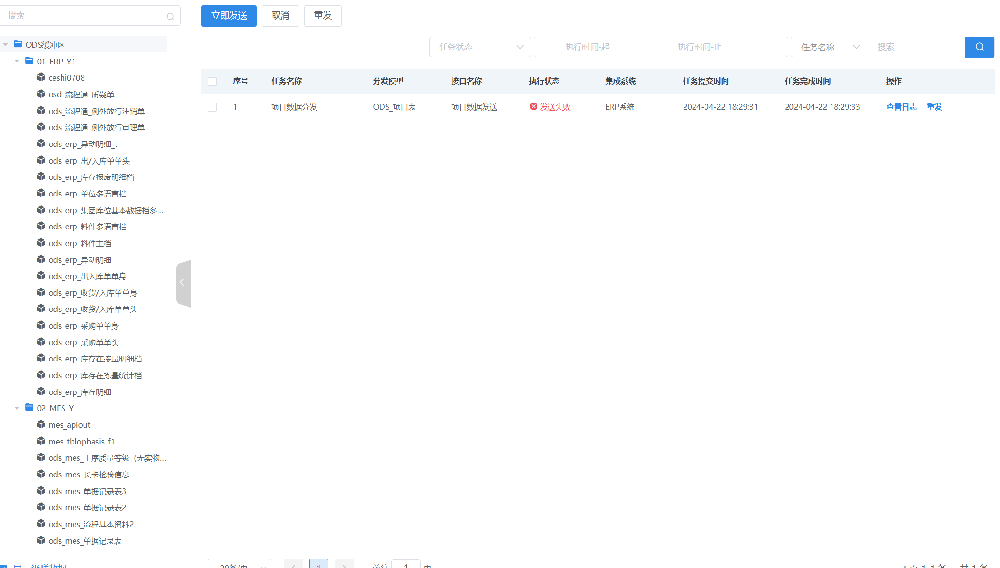 搜索
ODS缓冲区
01_ERP_Y1
ceshi0708
osd_流程通_质疑单
ods_流程通_例外放行注销单
ods_流程通_例外放行审理单
ods_erp_异动明细_t
ods_erp_出/入库单单头
ods_erp_库存报废明细档
ods_erp_单位多语言档
ods_erp_集团库位基本数据档多...
ods_erp_料件多语言档
ods_erp_料件主档
ods_erp_异动明细
ods_erp_出入库单单身
ods_erp_收货/入库单单身
ods_erp_收货/入库单单头
ods_erp_采购单单身
ods_erp_采购单单头
ods_erp_库存在拣量明细档
ods_erp_库存在拣量统计档
ods_erp_库存明细
02_MES_Y
mes_apiout
mes_tblopbasis_f1
ods_mes_工序质量等级（无实物...
ods_mes_长卡检验信息
ods_mes_单据记录表3
ods_mes_单据记录表2
ods_mes_流程基本资料2
ods_mes_单据记录表
显示级联数据
立即发送 取消 重发
任务状态 执行时间-起 - 执行时间-止 任务名称 搜索
序号 任务名称 分发模型 接口名称 执行状态 集成系统 任务提交时间 任务完成时间 操作
1 项目数据分发 ODS_项目表 项目数据发送 发送失败 ERP系统 2024-04-22 18:29:31 2024-04-22 18:29:33 查看日志 重发
20条/页 1 前往 1 页 本页 1-1 条 共 1 条